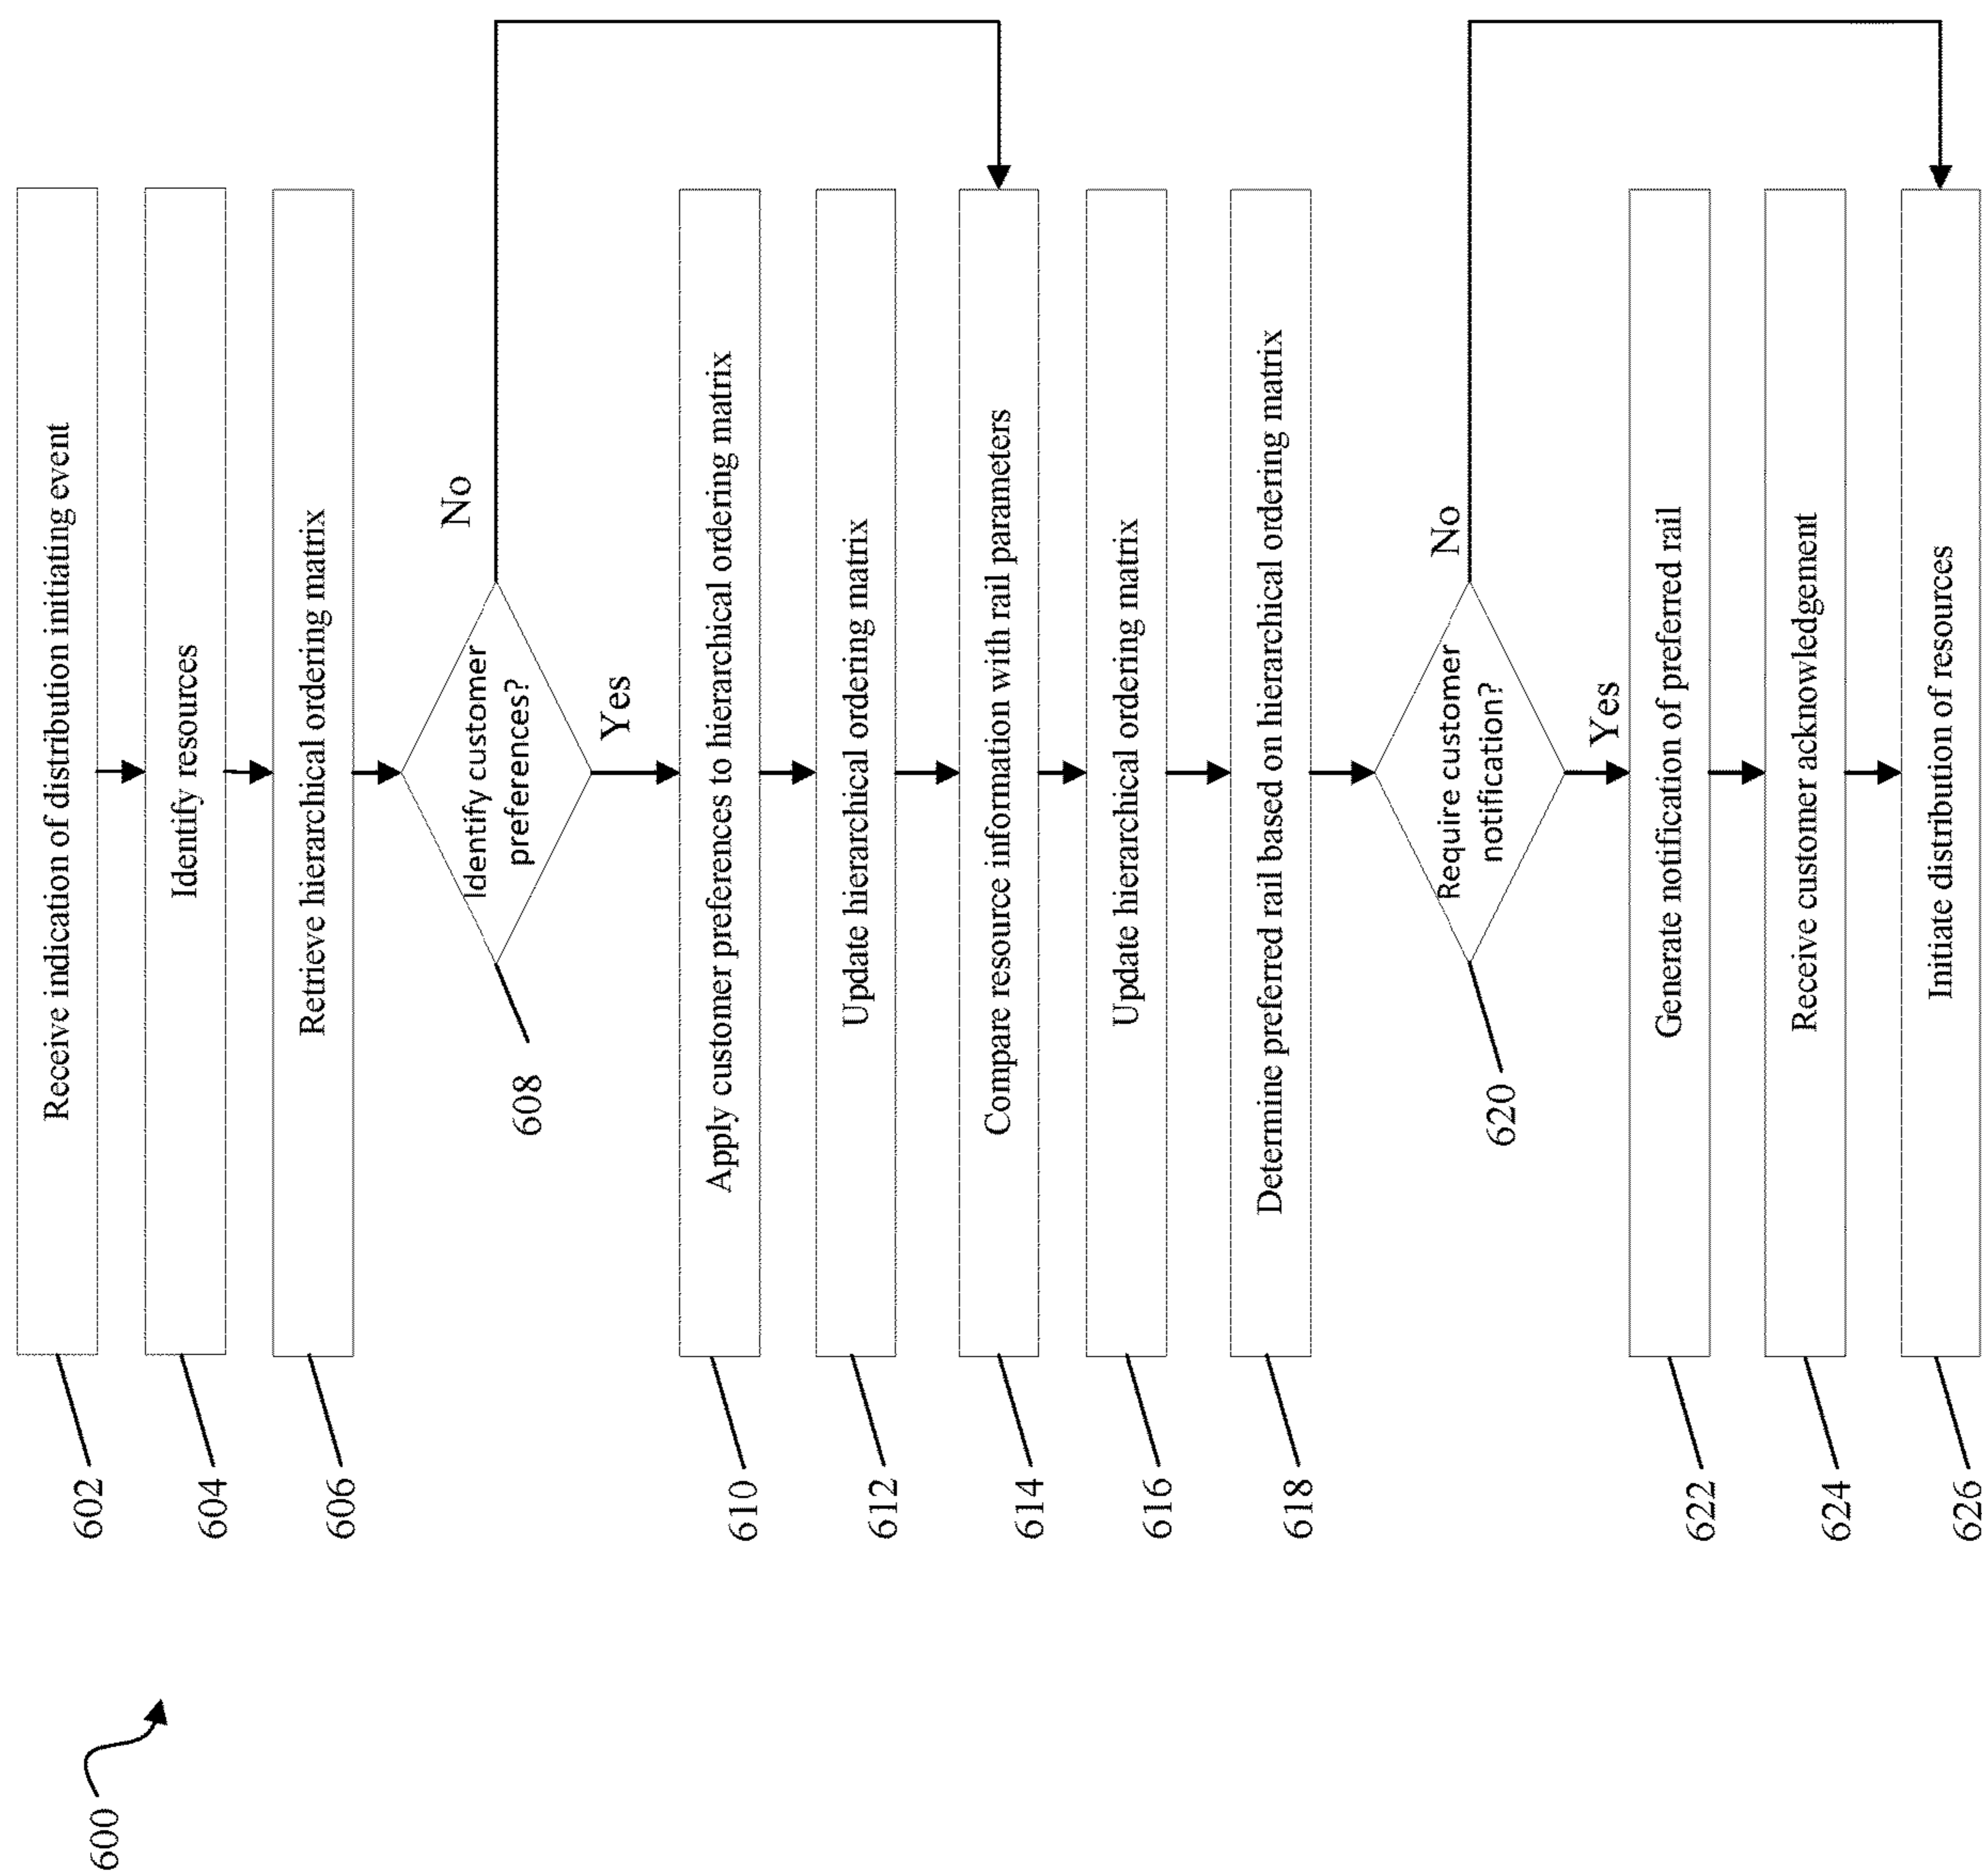 600
602
Receive indication of distribution initiating event
604
Identify resources
606
Retrieve hierarchical ordering matrix
608
Identify customer
preferences?
No
Yes
610
Apply customer preferences to hierarchical ordering matrix
612
Update hierarchical ordering matrix
614
Compare resource information with rail parameters
616
Update hierarchical ordering matrix
618
Determine preferred rail based on hierarchical ordering matrix
620
Require customer
notification?
No
Yes
622
Generate notification of preferred rail
624
Receive customer acknowledgement
626
Initiate distribution of resources